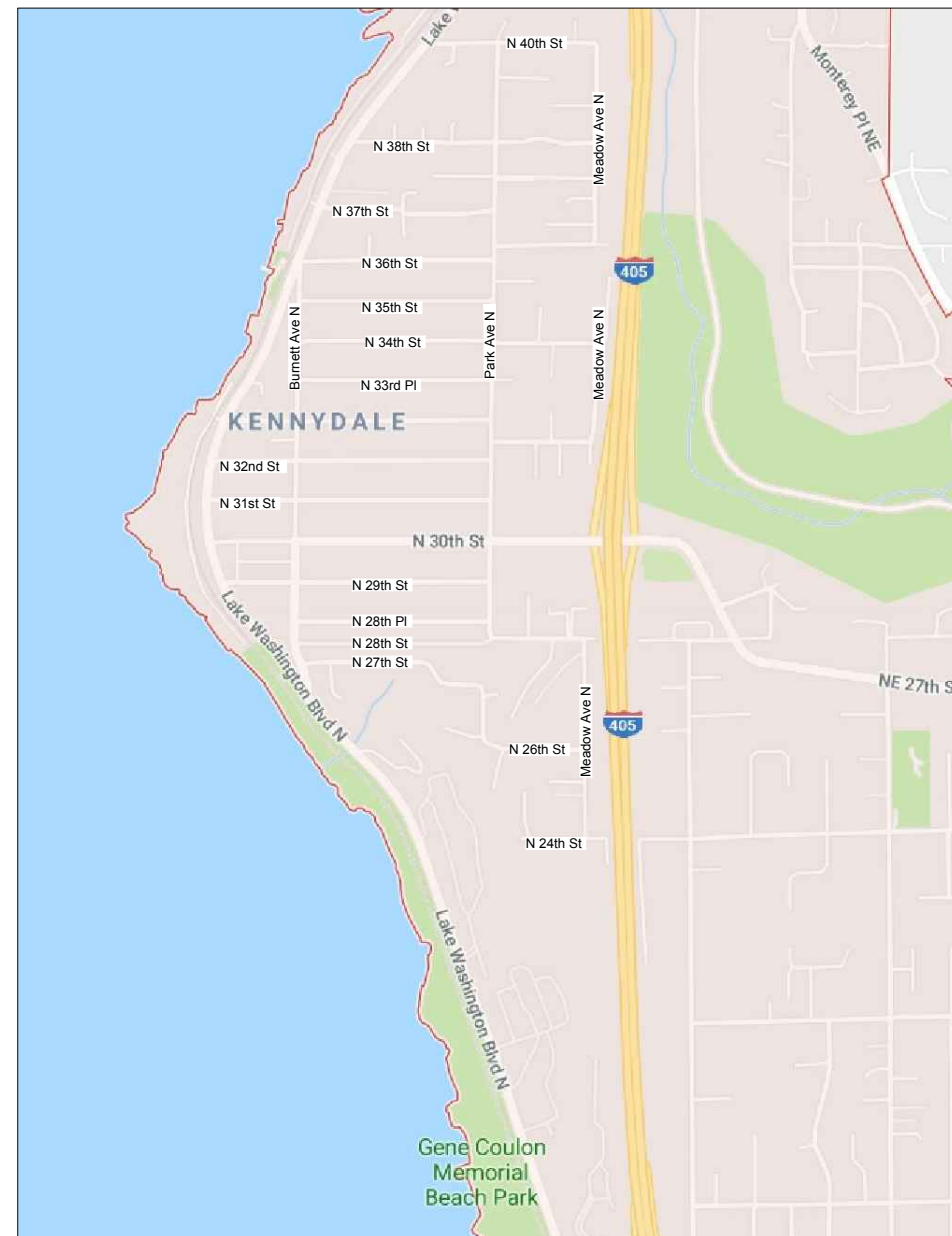 Lake
N 40th St
Monterey Pl NE
Meadow Ave N
N 38th St
N 37th St
N 36th St
405
N 35th St
Burnett Ave N
Park Ave N
Meadow Ave N
N 34th St
N 33rd Pl
KENNYDALE
N 32nd St
N 31st St
N 30th St
N 29th St
Lake Washington Blvd N
N 28th Pl
N 28th St
N 27th St
NE 27th S
Meadow Ave N
405
N 26th St
N 24th St
Lake Washington Blvd N
Gene Coulon
Memorial
Beach Park